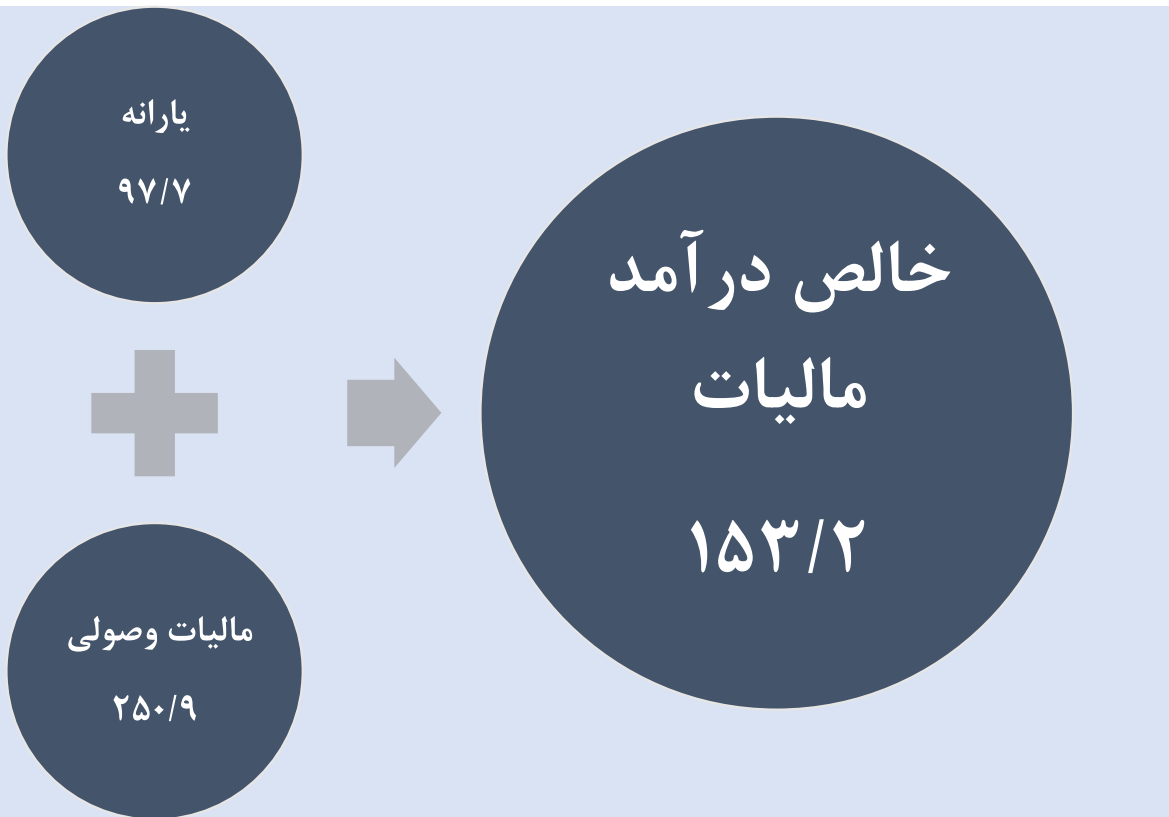 یارانه
۹۷/۷
مالیات وصولی
۲۵۰/۹
خالص درآمد
مالیات
۱۵۳/۲